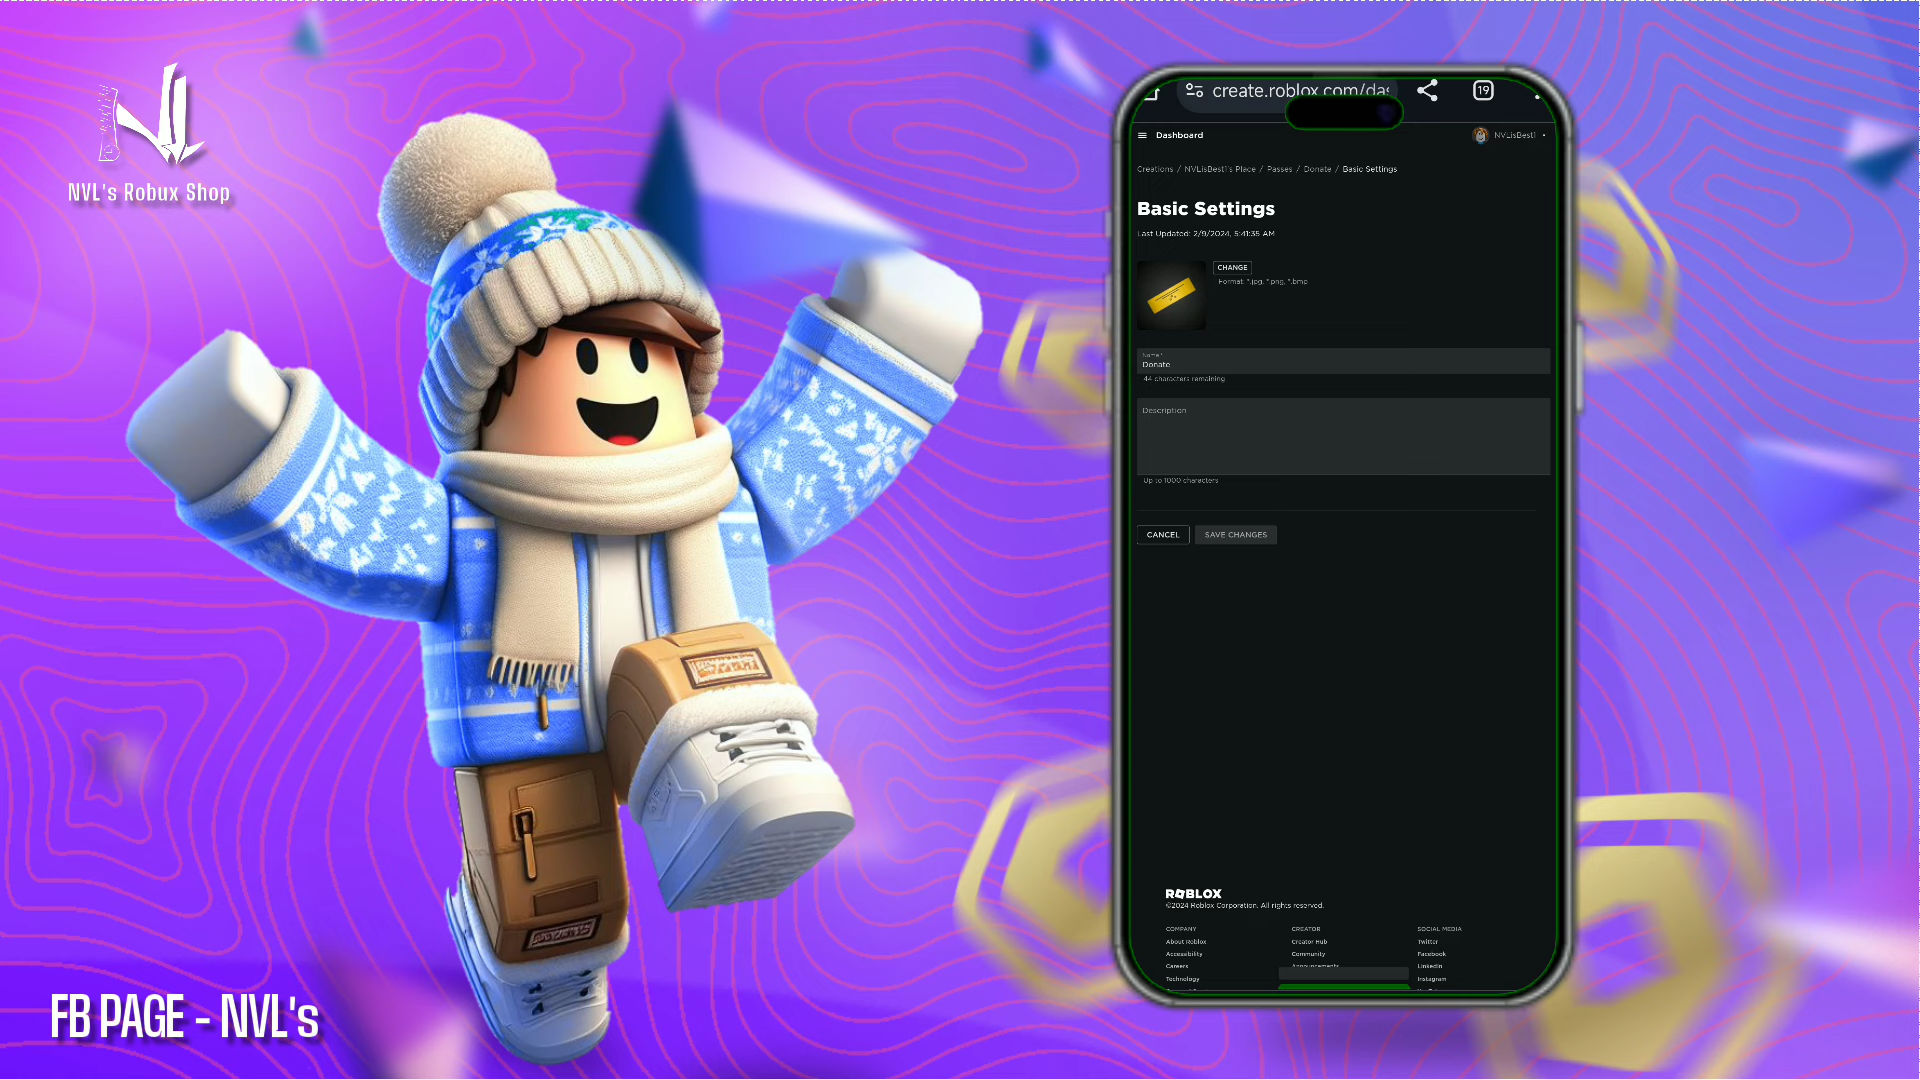 NVL's Robux Shop
FB PAGE - NVL's
create.roblox.com/das
19
Dashboard
NVLisBest1
Creations / NVLisBest1's Place / Passes / Donate / Basic Settings
Basic Settings
Last Updated: 2/9/2024, 5:41:35 AM
CHANGE
Format: *.jpg, *.png, *.bmp
Name*
Donate
44 characters remaining
Description
Up to 1000 characters
CANCEL
SAVE CHANGES
ROBLOX
©2024 Roblox Corporation. All rights reserved.
COMPANY CREATOR SOCIAL MEDIA
About Roblox Creator Hub Twitter
Accessibility Community Facebook
Careers Announcements LinkedIn
Technology Instagram